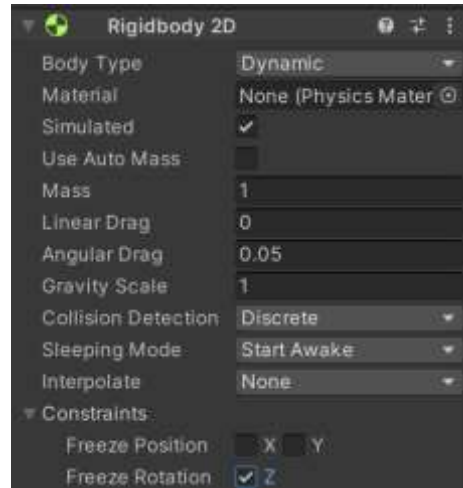 Rigidbody 2D
Body Type Dynamic
Material None (Physics Mater
Simulated
Use Auto Mass
Mass 1
Linear Drag 0
Angular Drag 0.05
Gravity Scale 1
Collision Detection Discrete
Sleeping Mode Start Awake
Interpolate None
Constraints
Freeze Position X Y
Freeze Rotation Z